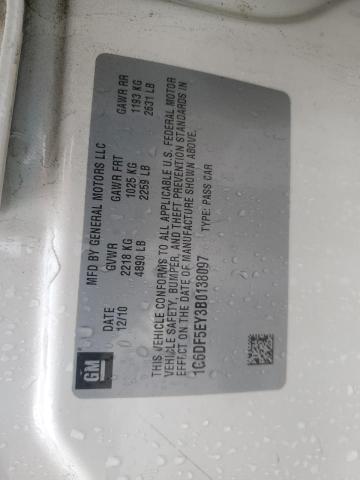 GM
MFD BY GENERAL MOTORS LLC
DATE GVWR GAWR FRT GAWR RR
12/10 2218 KG 1025 KG 1193 KG
4890 LB 2259 LB 2631 LB
THIS VEHICLE CONFORMS TO ALL APPLICABLE U.S. FEDERAL MOTOR
VEHICLE SAFETY, BUMPER, AND THEFT PREVENTION STANDARDS IN
EFFECT ON THE DATE OF MANUFACTURE SHOWN ABOVE.
1G6DF5EY3B0138097 TYPE: PASS CAR